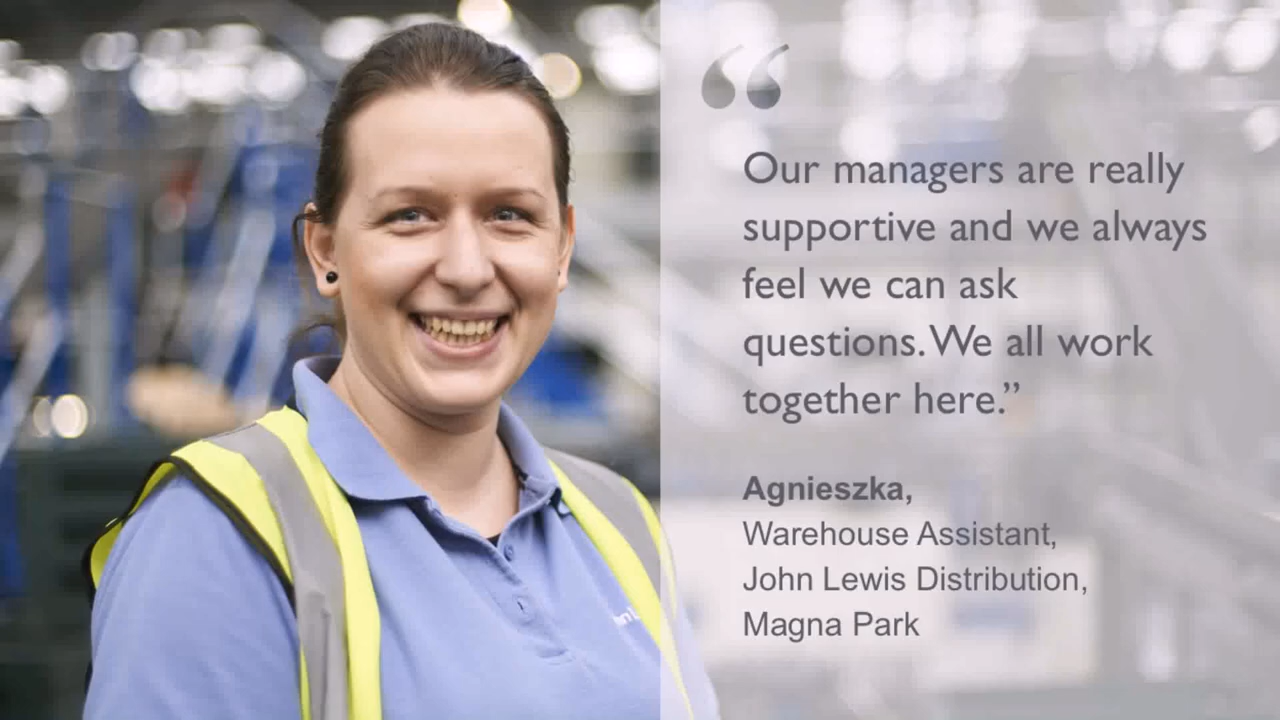 “
Our managers are really
supportive and we always
feel we can ask
questions. We all work
together here.”
Agnieszka,
Warehouse Assistant,
John Lewis Distribution,
Magna Park